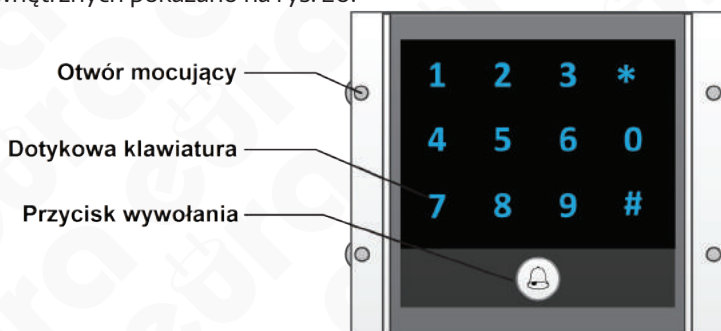 pokazano na rys. 20.
Otwór mocujący
1 2 3 *
Dotykowa klawiatura
4 5 6 0
Przycisk wywołania
7 8 9 #
eura